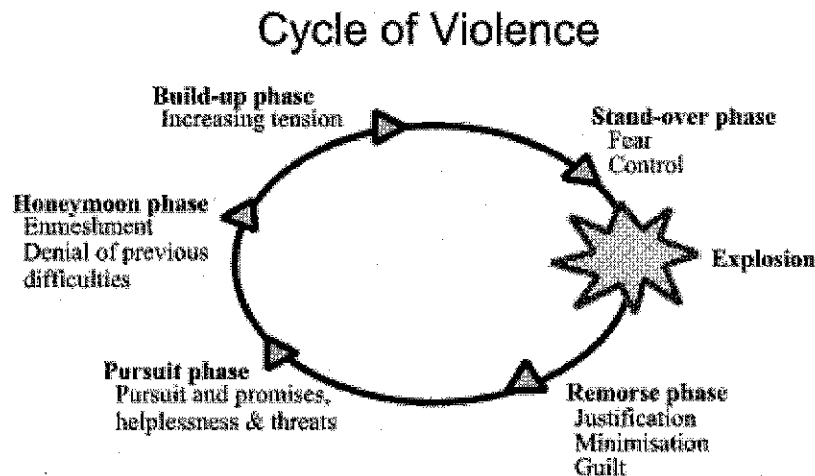 Cycle of Violence
Build-up phase
Increasing tension
Stand-over phase
Fear
Control
Explosion
Remorse phase
Justification
Minimisation
Guilt
Pursuit phase
Pursuit and promises,
helplessness & threats
Honeymoon phase
Enmeshment
Denial of previous
difficulties